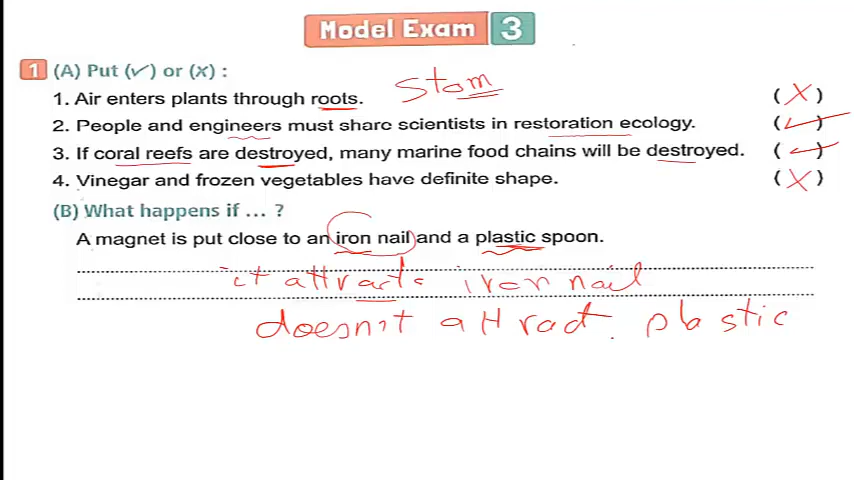 Model Exam 3
1 (A) Put (✓) or (x) :
Stom
1. Air enters plants through roots. (X)
2. People and engineers must share scientists in restoration ecology. (✓)
3. If coral reefs are destroyed, many marine food chains will be destroyed. (✓)
4. Vinegar and frozen vegetables have definite shape. (X)
(B) What happens if ... ?
A magnet is put close to an iron nail and a plastic spoon.
it attracts iron nail
doesn't attract plastic